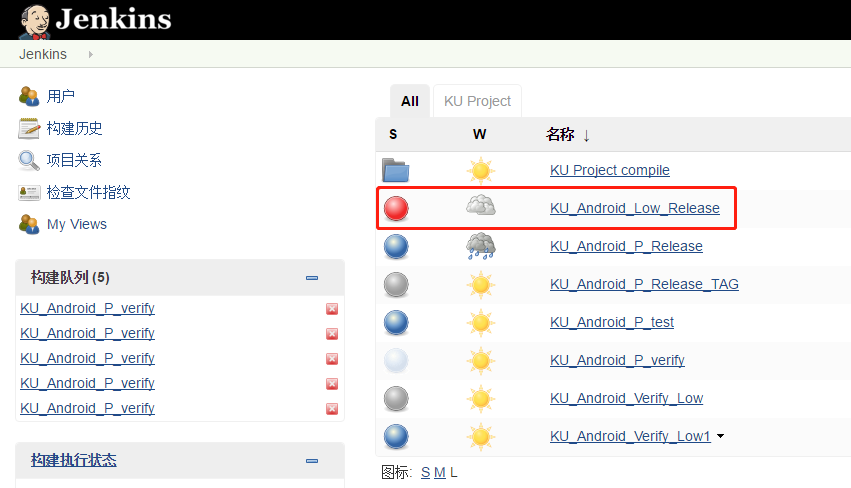 Jenkins
Jenkins
用户
构建历史
项目关系
检查文件指纹
My Views
构建队列 (5)
KU_Android_P_verify
KU_Android_P_verify
KU_Android_P_verify
KU_Android_P_verify
KU_Android_P_verify
构建执行状态
All KU Project
S W 名称 ↓
KU Project compile
KU_Android_Low_Release
KU_Android_P_Release
KU_Android_P_Release_TAG
KU_Android_P_test
KU_Android_P_verify
KU_Android_Verify_Low
KU_Android_Verify_Low1
图标: S M L